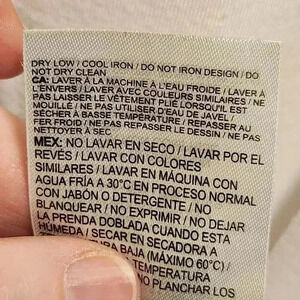 DRY LOW / COOL IRON / DO NOT IRON DESIGN / DO
NOT DRY CLEAN
CA: LAVER À LA MACHINE À L'EAU FROIDE / LAVER À
L'ENVERS / LAVER AVEC COULEURS SIMILAIRES / NE
PAS LAISSER LE VÊTEMENT PLIÉ LORSQU'IL EST
MOUILLÉ / NE PAS UTILISER D'EAU DE JAVEL /
SÉCHER À BASSE TEMPÉRATURE / REPASSER AU
FER FROID / NE PAS REPASSER LE DESSIN / NE PAS
NETTOYER À SEC
MEX: NO LAVAR EN SECO / LAVAR POR EL
REVÉS / LAVAR CON COLORES
SIMILARES / LAVAR EN MÁQUINA CON
AGUA FRÍA A 30°C EN PROCESO NORMAL
CON JABÓN O DETERGENTE / NO
BLANQUEAR / NO EXPRIMIR / NO DEJAR
LA PRENDA DOBLADA CUANDO ESTA
HUMEDA / SECAR EN SECADORA A
BAJA (MÁXIMO 60°C) /
TEMPERATURA
NO PLANCHAR LOS